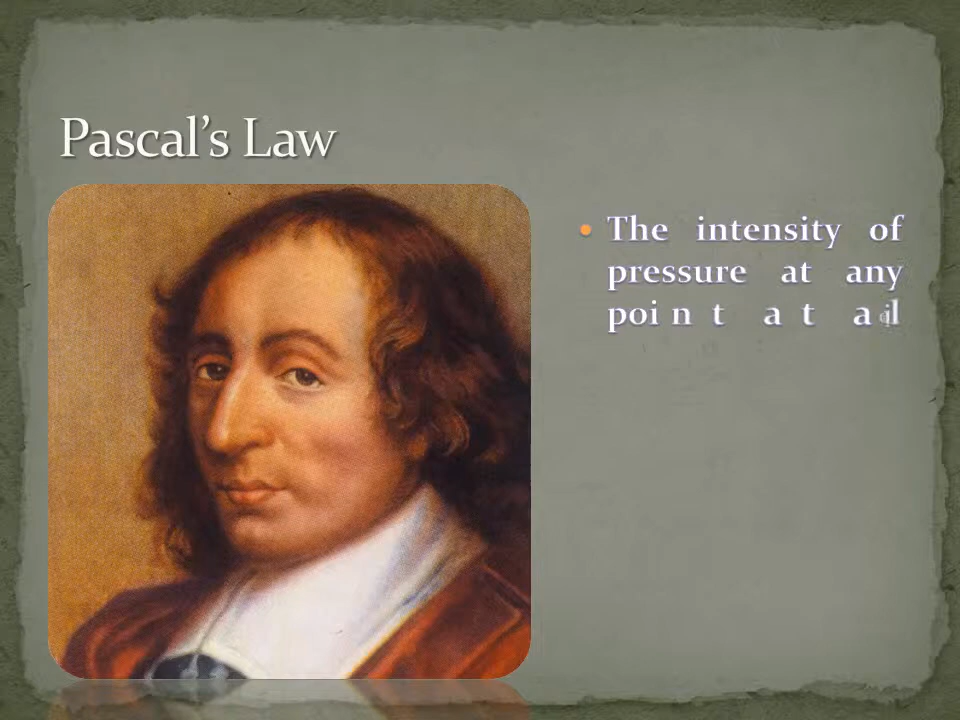 Pascal's Law
• The intensity of
pressure at any
point at